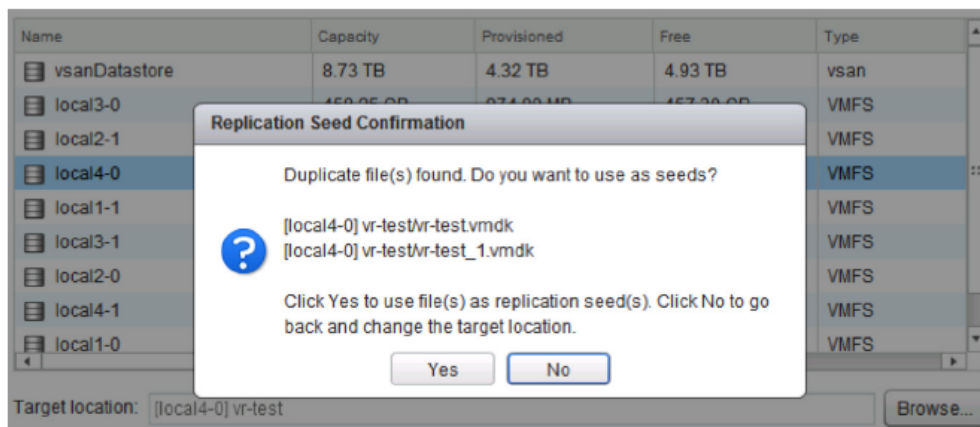 Name Capacity Provisioned Free Type
vsanDatastore 8.73 TB 4.32 TB 4.93 TB vsan
local3-0 VMFS
local2-1 VMFS
local4-0 VMFS
local1-1 VMFS
local3-1 VMFS
local2-0 VMFS
local4-1 VMFS
local1-0 VMFS
Replication Seed Confirmation
Duplicate file(s) found. Do you want to use as seeds?
[local4-0] vr-test/vr-test.vmdk
[local4-0] vr-test/vr-test_1.vmdk
Click Yes to use file(s) as replication seed(s). Click No to go
back and change the target location.
Yes No
Target location: [local4-0] vr-test Browse...